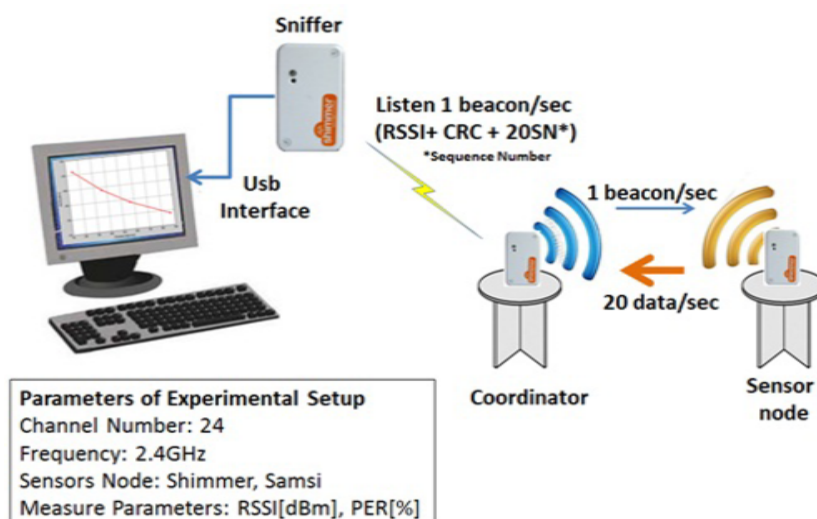 Sniffer
shimmer
Listen 1 beacon/sec
(RSSI+ CRC + 20SN*)
*Sequence Number
Usb
Interface
1 beacon/sec
20 data/sec
Coordinator
Sensor
node
Parameters of Experimental Setup
Channel Number: 24
Frequency: 2.4GHz
Sensors Node: Shimmer, Samsi
Measure Parameters: RSSI[dBm], PER[%]